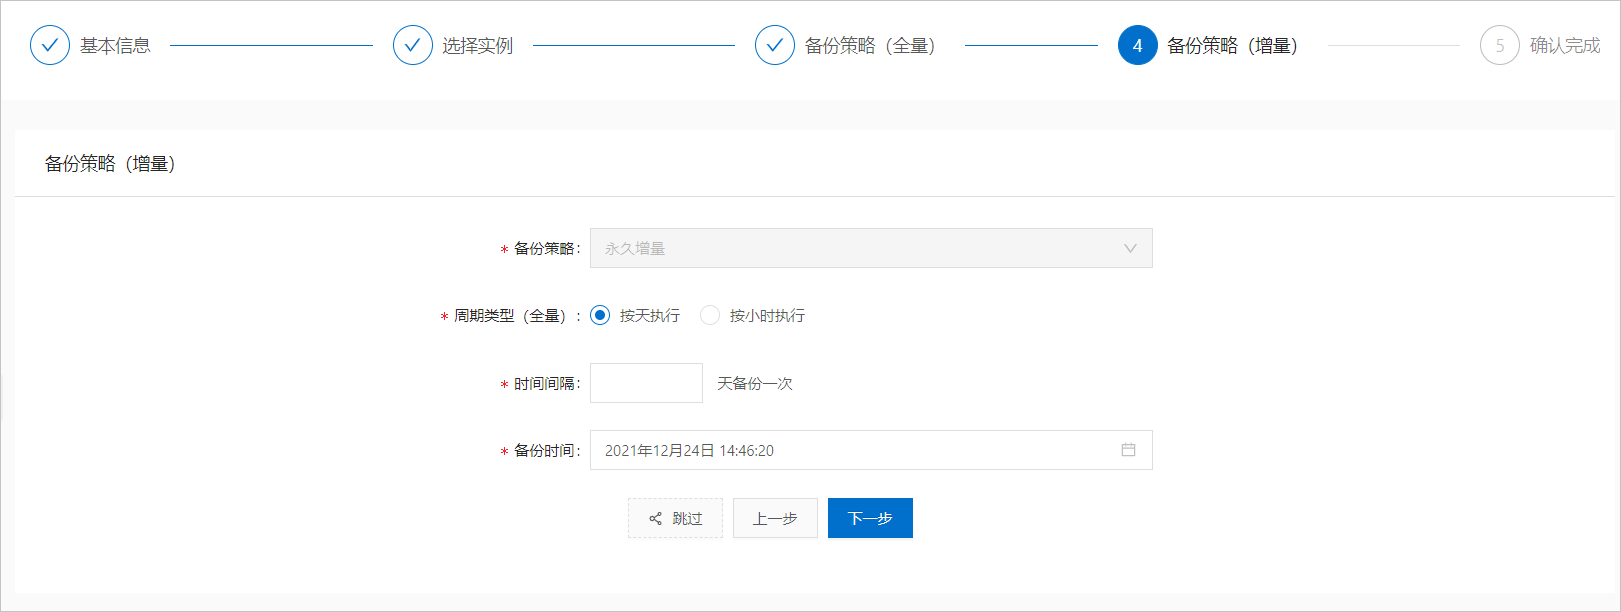 基本信息
选择实例
备份策略（全量）
4 备份策略（增量）
5 确认完成
备份策略（增量）
* 备份策略: 永久增量
* 周期类型（全量）: 按天执行 按小时执行
* 时间间隔: 天备份一次
* 备份时间: 2021年12月24日 14:46:20
跳过 上一步 下一步